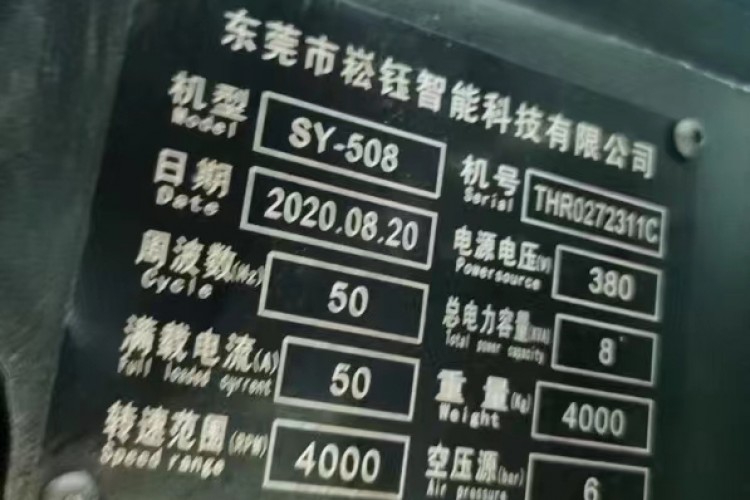 东莞市崧钰智能科技有限公司
机型 SY-508
Model
机号 THR0272311C
Serial
日期 2020.08.20
Date
电源电压(V) 380
Powersource
周波数(Hz) 50
Cycle
总电力容量(KVA) 8
Total power capacity
满载电流(A) 50
Full loaded current
重量(Kg) 4000
Weight
转速范围(RPM) 4000
Speed range
空压源(bar) 6
Air pressure